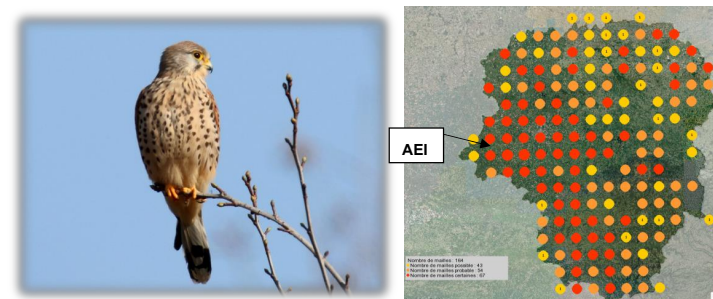 AEI
Nombre de mailles : 164
Nombre de mailles possible : 43
Nombre de mailles probable : 54
Nombre de mailles certaines : 67